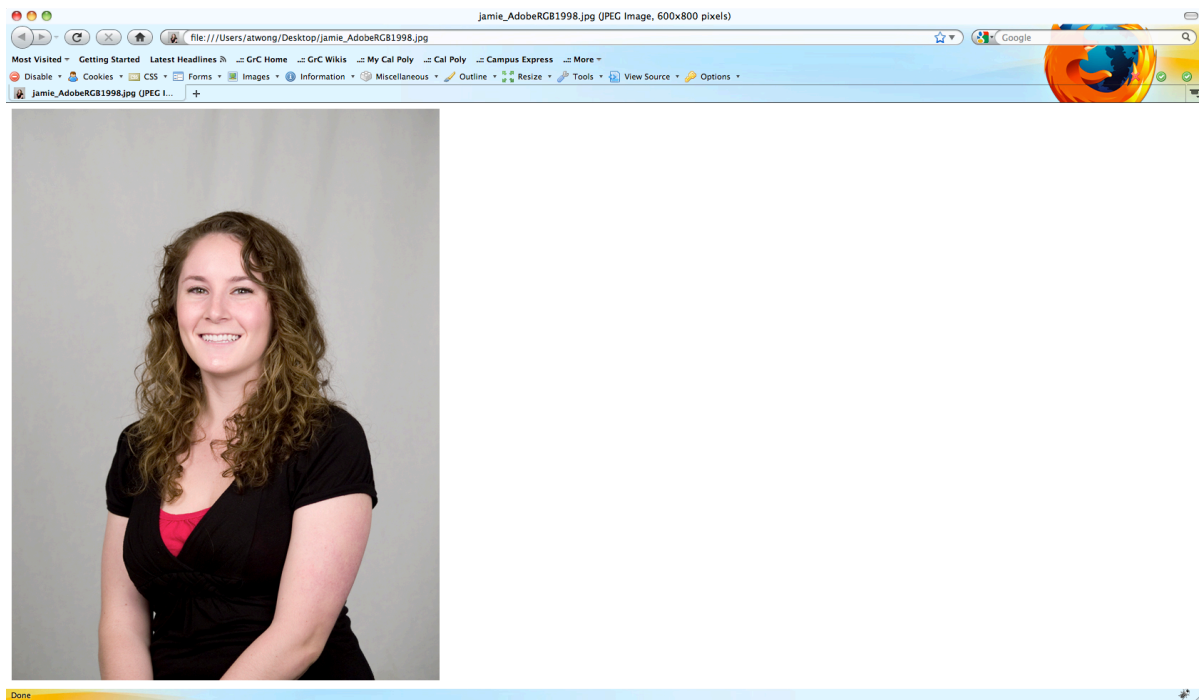 jamie_AdobeRGB1998.jpg (JPEG Image, 600x800 pixels)
file:///Users/atwong/Desktop/jamie_AdobeRGB1998.jpg
Google
Most Visited Getting Started Latest Headlines ..:: GrC Home ..:: GrC Wikis ..:: My Cal Poly ..:: Cal Poly ..:: Campus Express ..:: More
Disable Cookies CSS Forms Images Information Miscellaneous Outline Resize Tools View Source Options
jamie_AdobeRGB1998.jpg (JPEG I... +
Done